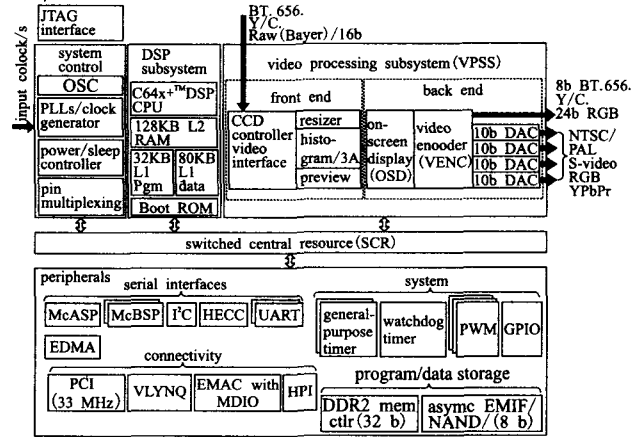 JTAG
interface
input colock/s
system
control
OSC
PLLs/clock
generator
power/sleep
controller
pin
multiplexing
DSP
subsystem
C64x+™DSP
CPU
128KB L2
RAM
32KB
L1
Pgm
80KB
L1
data
Boot ROM
BT. 656.
Y/C.
Raw(Bayer)/16b
video processing subsystem(VPSS)
front end
CCD
controller
video
interface
resizer
histo-
gram/3A
preview
back end
on-
screen
display
(OSD)
video
enooder
(VENC)
10b DAC
10b DAC
10b DAC
10b DAC
8b BT.656.
Y/C.
24b RGB
NTSC/
PAL
S-video
RGB
YPbPr
switched central resource(SCR)
peripherals
serial interfaces
McASP
McBSP
I²C
HECC
UART
EDMA
system
general-
purpose
timer
watchdog
timer
PWM
GPIO
connectivity
PCI
(33 MHz)
VLYNQ
EMAC with
MDIO
HPI
program/data storage
DDR2 mem
ctlr(32 b)
async EMIF/
NAND/(8 b)